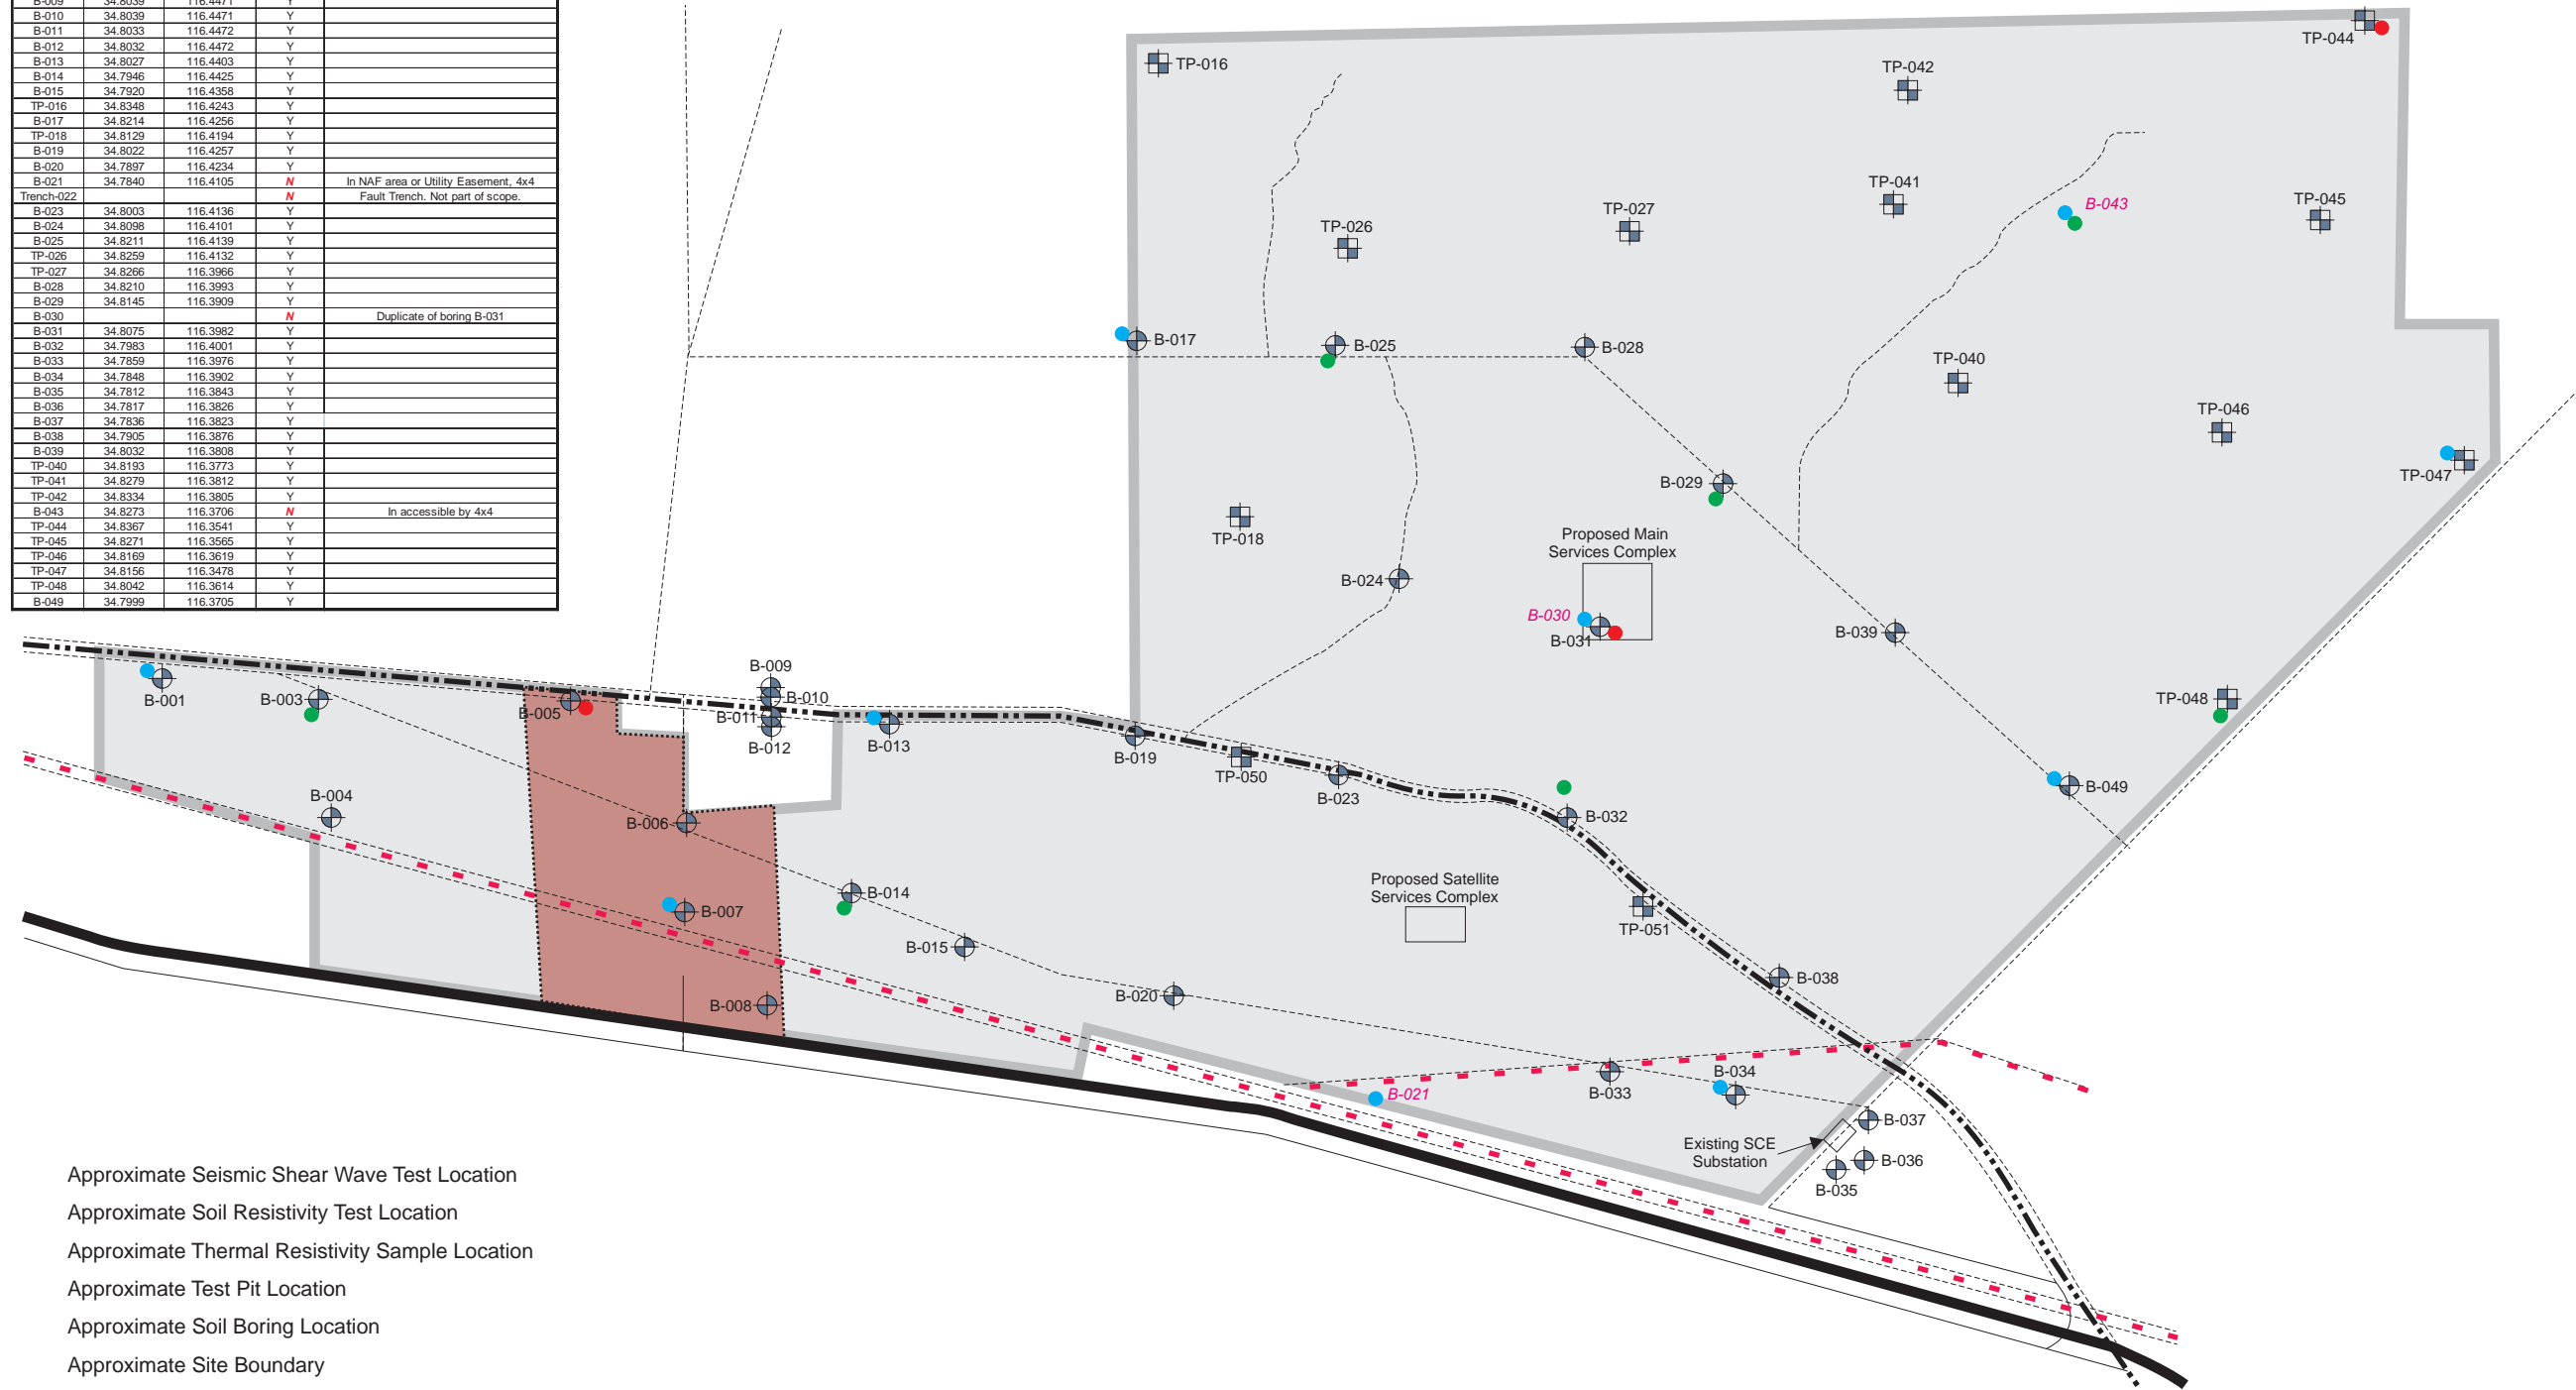 B-009 34.8039 116.4471 Y
B-010 34.8039 116.4471 Y
B-011 34.8033 116.4472 Y
B-012 34.8032 116.4472 Y
B-013 34.8027 116.4403 Y
B-014 34.7946 116.4425 Y
B-015 34.7920 116.4358 Y
TP-016 34.8348 116.4243 Y
B-017 34.8214 116.4256 Y
TP-018 34.8129 116.4194 Y
B-019 34.8022 116.4257 Y
B-020 34.7897 116.4234 Y
B-021 34.7840 116.4105 N In NAF area or Utility Easement, 4x4
Trench-022 N Fault Trench. Not part of scope.
B-023 34.8003 116.4136 Y
B-024 34.8098 116.4101 Y
B-025 34.8211 116.4139 Y
TP-026 34.8259 116.4132 Y
TP-027 34.8266 116.3966 Y
B-028 34.8210 116.3993 Y
B-029 34.8145 116.3909 Y
B-030 N Duplicate of boring B-031
B-031 34.8075 116.3982 Y
B-032 34.7983 116.4001 Y
B-033 34.7859 116.3976 Y
B-034 34.7848 116.3902 Y
B-035 34.7812 116.3843 Y
B-036 34.7817 116.3826 Y
B-037 34.7836 116.3823 Y
B-038 34.7905 116.3876 Y
B-039 34.8032 116.3808 Y
TP-040 34.8193 116.3773 Y
TP-041 34.8279 116.3812 Y
TP-042 34.8334 116.3805 Y
B-043 34.8273 116.3706 N In accessible by 4x4
TP-044 34.8367 116.3541 Y
TP-045 34.8271 116.3565 Y
TP-046 34.8169 116.3619 Y
TP-047 34.8156 116.3478 Y
TP-048 34.8042 116.3614 Y
B-049 34.7999 116.3705 Y
TP-044
TP-016
TP-042
TP-041
TP-045
B-043
TP-027
TP-026
B-017
B-025
B-028
TP-040
TP-046
TP-047
B-029
TP-018
Proposed Main
Services Complex
B-024
B-030
B-031
B-039
B-009
B-001
B-003
B-010
TP-048
B-005
B-011
B-012
B-013
B-019
TP-050
B-023
B-049
B-004
B-006
B-032
Proposed Satellite
Services Complex
B-014
B-007
TP-051
B-015
B-038
B-020
B-008
B-034
B-021
B-033
B-037
Existing SCE
Substation
B-036
B-035
Approximate Seismic Shear Wave Test Location
Approximate Soil Resistivity Test Location
Approximate Thermal Resistivity Sample Location
Approximate Test Pit Location
Approximate Soil Boring Location
Approximate Site Boundary